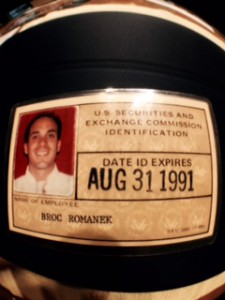 U.S. SECURITIES AND
EXCHANGE COMMISSION
IDENTIFICATION
DATE ID EXPIRES
AUG 31 1991
NAME OF EMPLOYEE
BROC ROMANEK